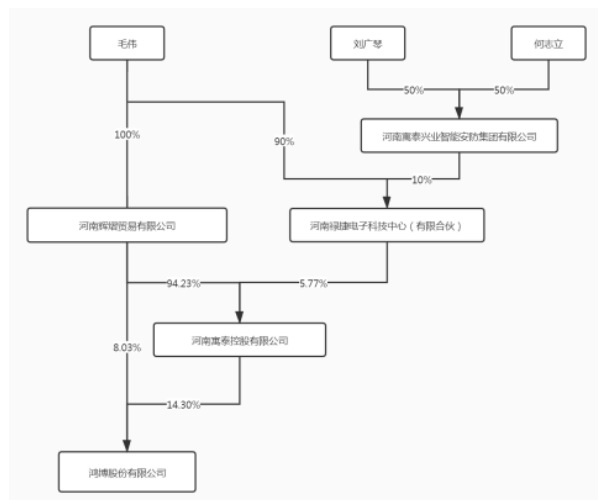 毛伟
刘广琴
何志立
50%
50%
河南寓泰兴业智能安防集团有限公司
100%
90%
10%
河南辉熠贸易有限公司
河南禄捷电子科技中心（有限合伙）
94.23%
5.77%
河南寓泰控股有限公司
8.03%
14.30%
鸿博股份有限公司